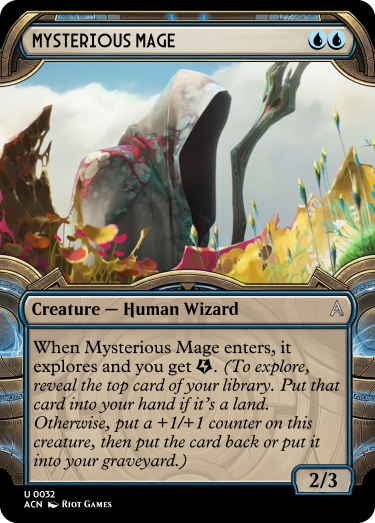 MYSTERIOUS MAGE
Creature — Human Wizard
When Mysterious Mage enters, it
explores and you get . (To explore,
reveal the top card of your library. Put that
card into your hand if it's a land.
Otherwise, put a +1/+1 counter on this
creature, then put the card back or put it
into your graveyard.)
2/3
U 0032
ACN RIOT GAMES